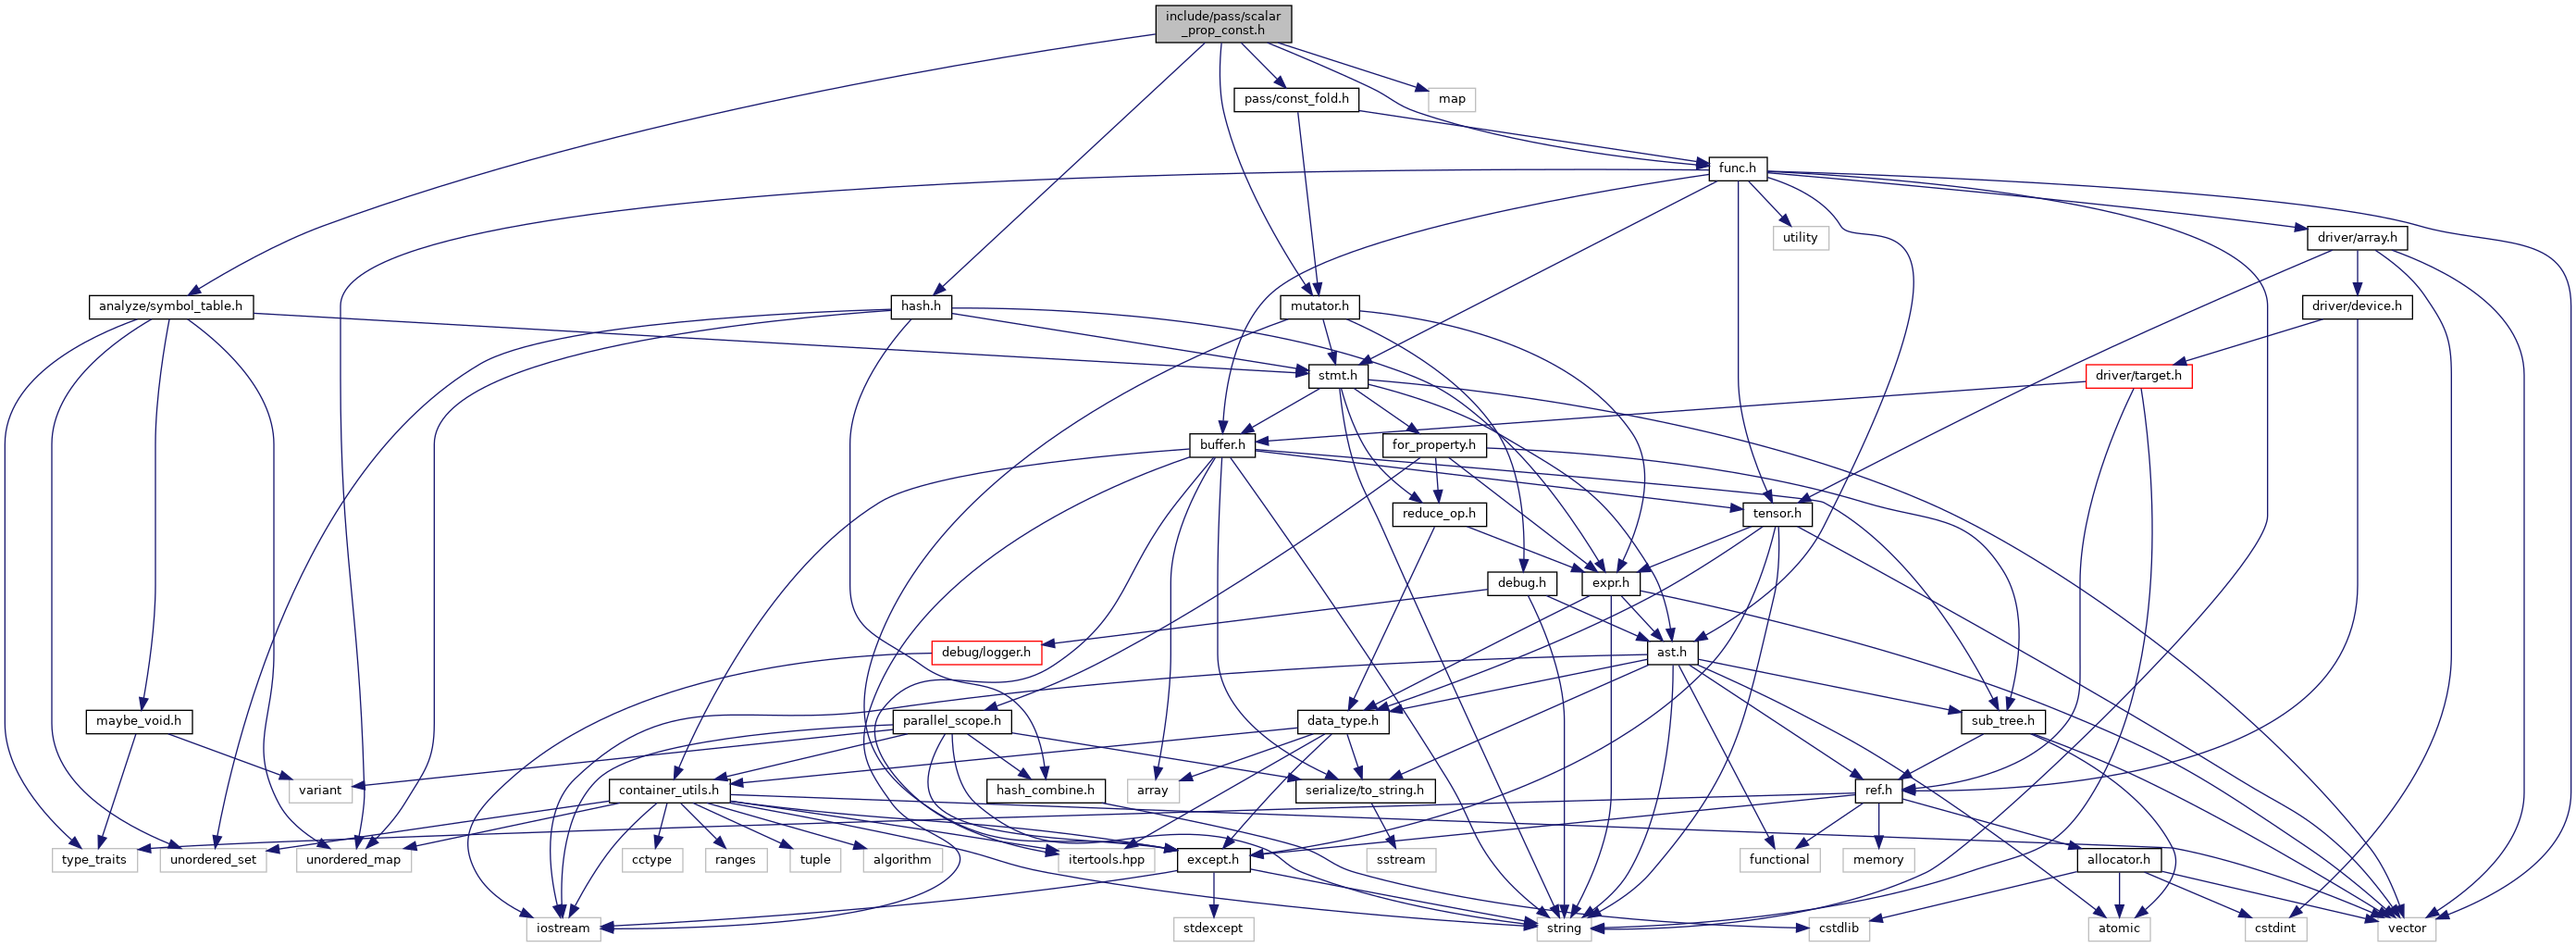 include/pass/scalar
_prop_const.h
pass/const_fold.h
map
func.h
utility
driver/array.h
analyze/symbol_table.h
hash.h
mutator.h
driver/device.h
stmt.h
driver/target.h
buffer.h
for_property.h
reduce_op.h
tensor.h
debug.h
expr.h
debug/logger.h
ast.h
maybe_void.h
parallel_scope.h
data_type.h
sub_tree.h
variant
container_utils.h
hash_combine.h
array
serialize/to_string.h
ref.h
type_traits
unordered_set
unordered_map
cctype
ranges
tuple
algorithm
itertools.hpp
except.h
sstream
functional
memory
allocator.h
iostream
stdexcept
string
cstdlib
atomic
cstdint
vector